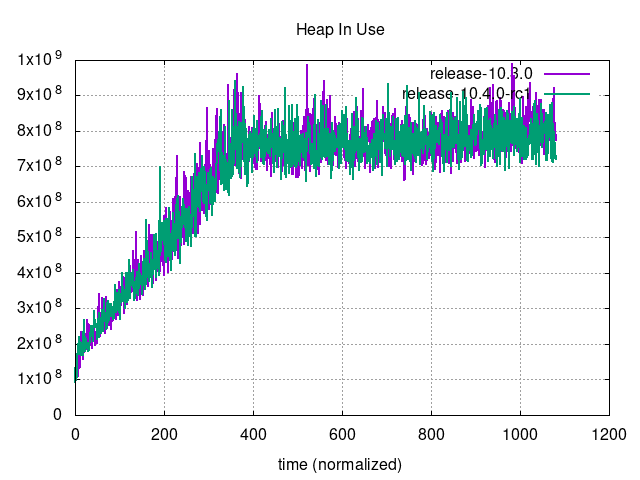 Heap In Use
1x10^9
9x10^8
8x10^8
7x10^8
6x10^8
5x10^8
4x10^8
3x10^8
2x10^8
1x10^8
0
release-10.3.0
release-10.4.0-rc1
0 200 400 600 800 1000 1200
time (normalized)